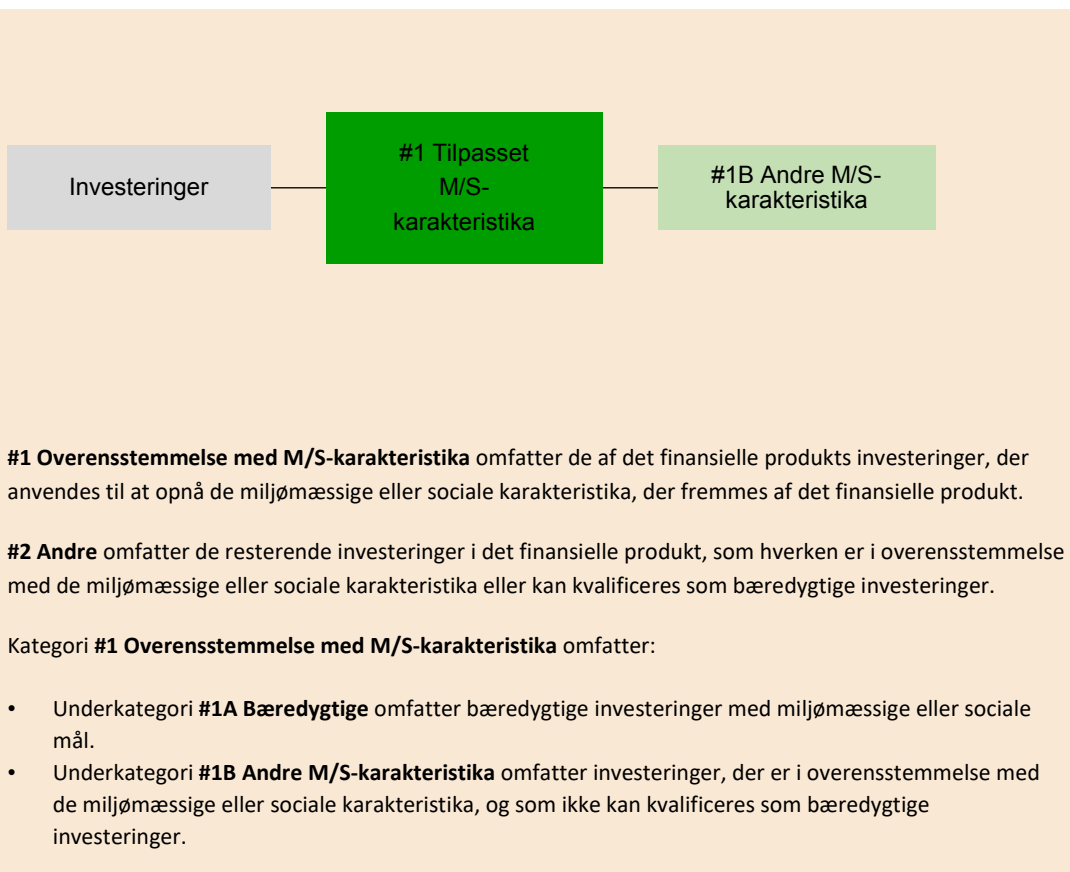 Investeringer
#1 Tilpasset
M/S-
karakteristika
#1B Andre M/S-
karakteristika
#1 Overensstemmelse med M/S-karakteristika omfatter de af det finansielle produkts investeringer, der
anvendes til at opnå de miljømæssige eller sociale karakteristika, der fremmes af det finansielle produkt.
#2 Andre omfatter de resterende investeringer i det finansielle produkt, som hverken er i overensstemmelse
med de miljømæssige eller sociale karakteristika eller kan kvalificeres som bæredygtige investeringer.
Kategori #1 Overensstemmelse med M/S-karakteristika omfatter:
• Underkategori #1A Bæredygtige omfatter bæredygtige investeringer med miljømæssige eller sociale
mål.
• Underkategori #1B Andre M/S-karakteristika omfatter investeringer, der er i overensstemmelse med
de miljømæssige eller sociale karakteristika, og som ikke kan kvalificeres som bæredygtige
investeringer.